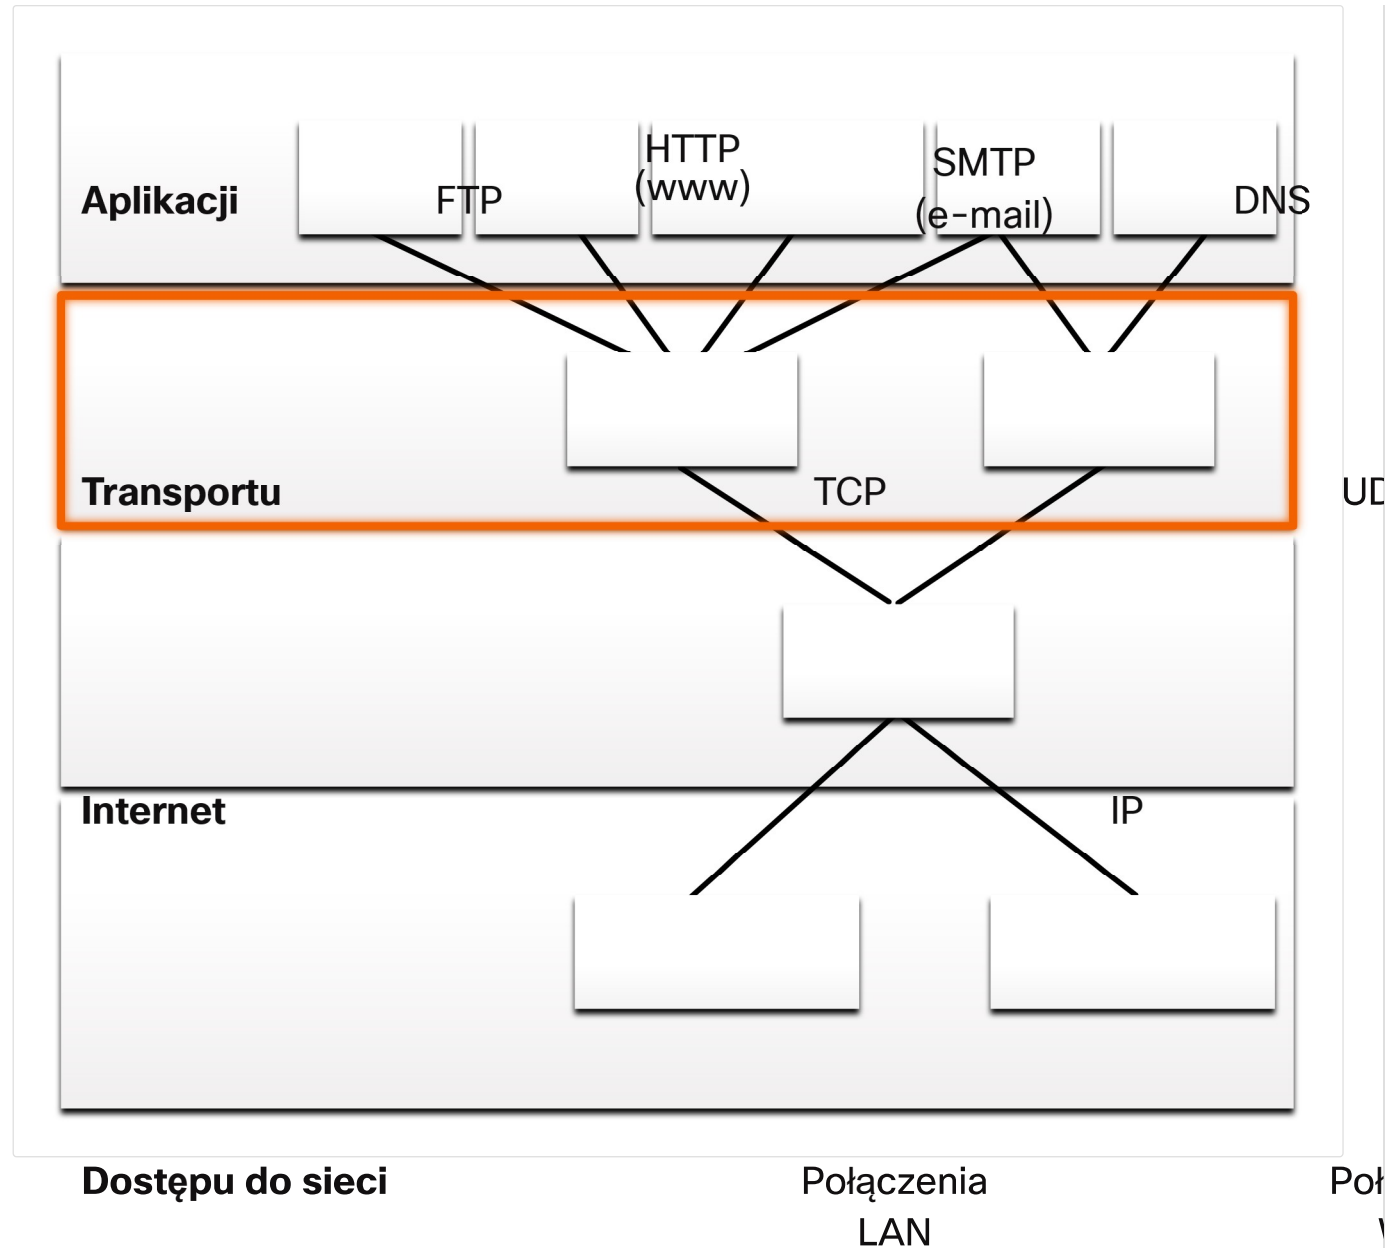 HTTP
(www)
SMTP
(e-mail)
Aplikacji
FTP
DNS
Transportu
TCP
Internet
IP
Dostępu do sieci
Połączenia
LAN